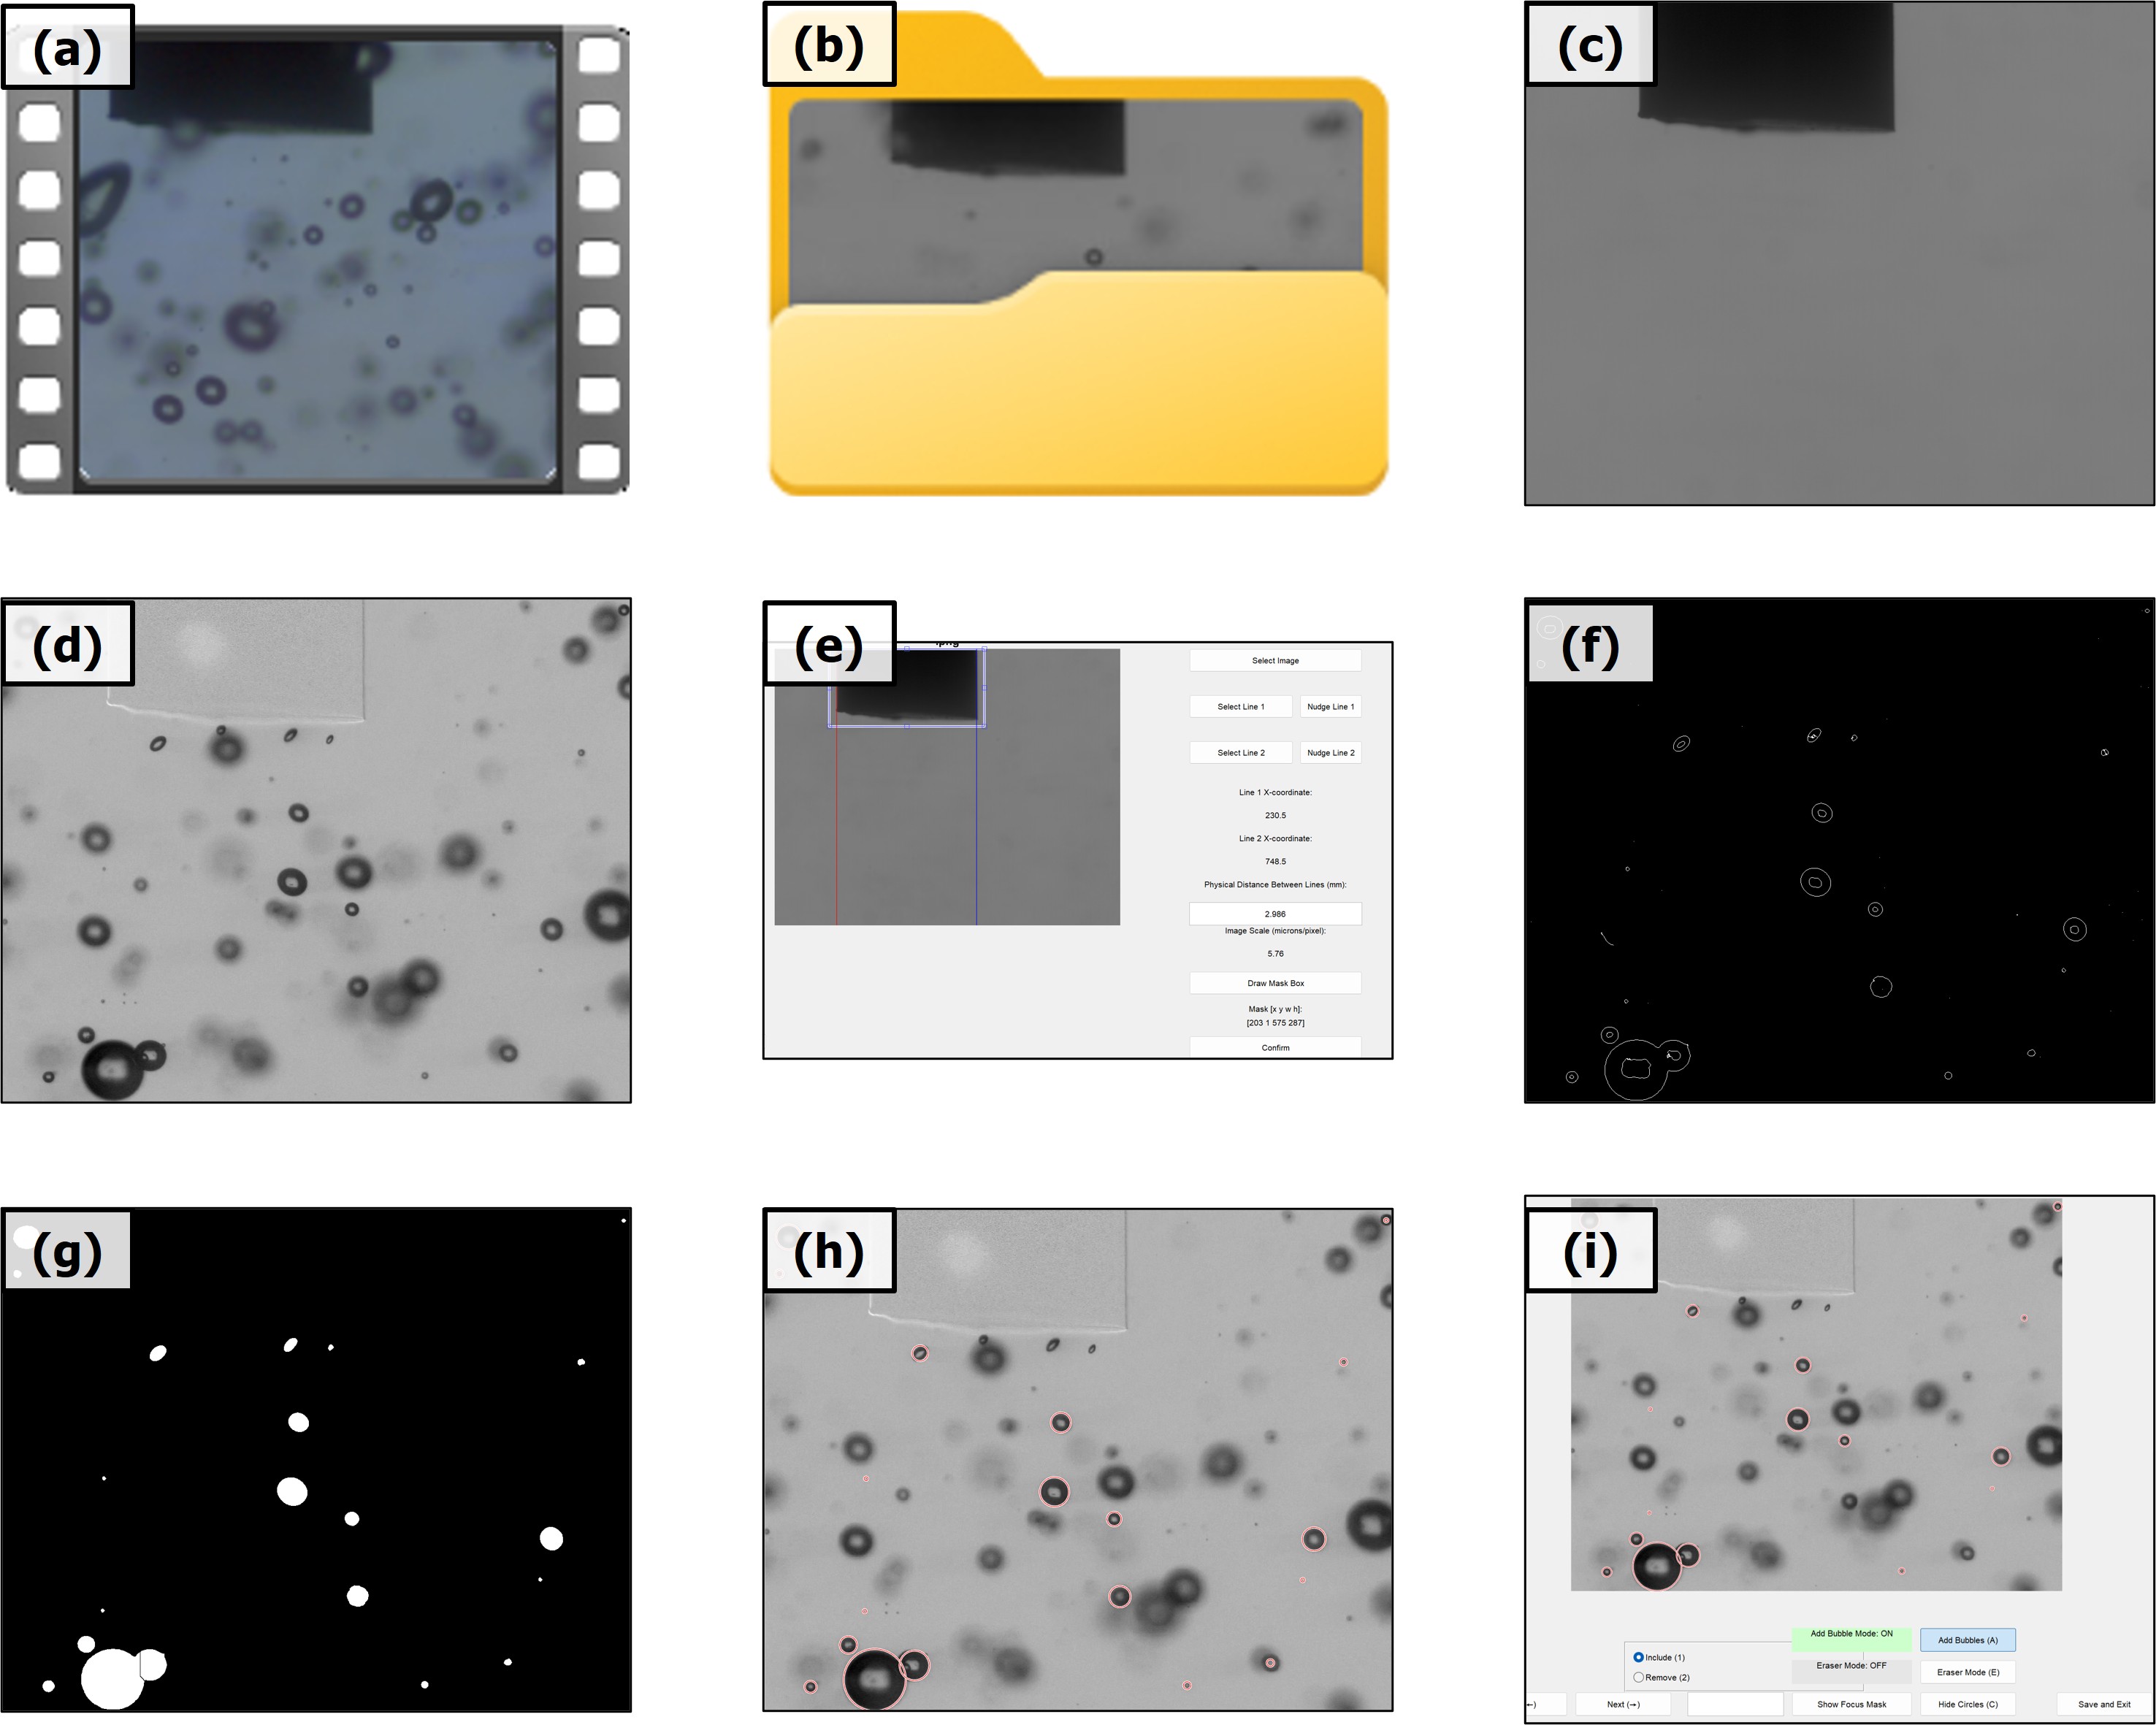 (a)
(b)
(c)
(d)
(e)
Select Image
Select Line 1
Nudge Line 1
Select Line 2
Nudge Line 2
Line 1 X-coordinate:
230.5
Line 2 X-coordinate:
748.5
Physical Distance Between Lines (mm):
2.986
Image Scale (microns/pixel):
5.76
Draw Mask Box
Mask [x y w h]:
[203 1 575 287]
Confirm
(f)
(g)
(h)
(i)
Add Bubble Mode: ON
Add Bubbles (A)
Include (1)
Eraser Mode: OFF
Eraser Mode (E)
Remove (2)
Next (→)
Show Focus Mask
Hide Circles (C)
Save and Exit